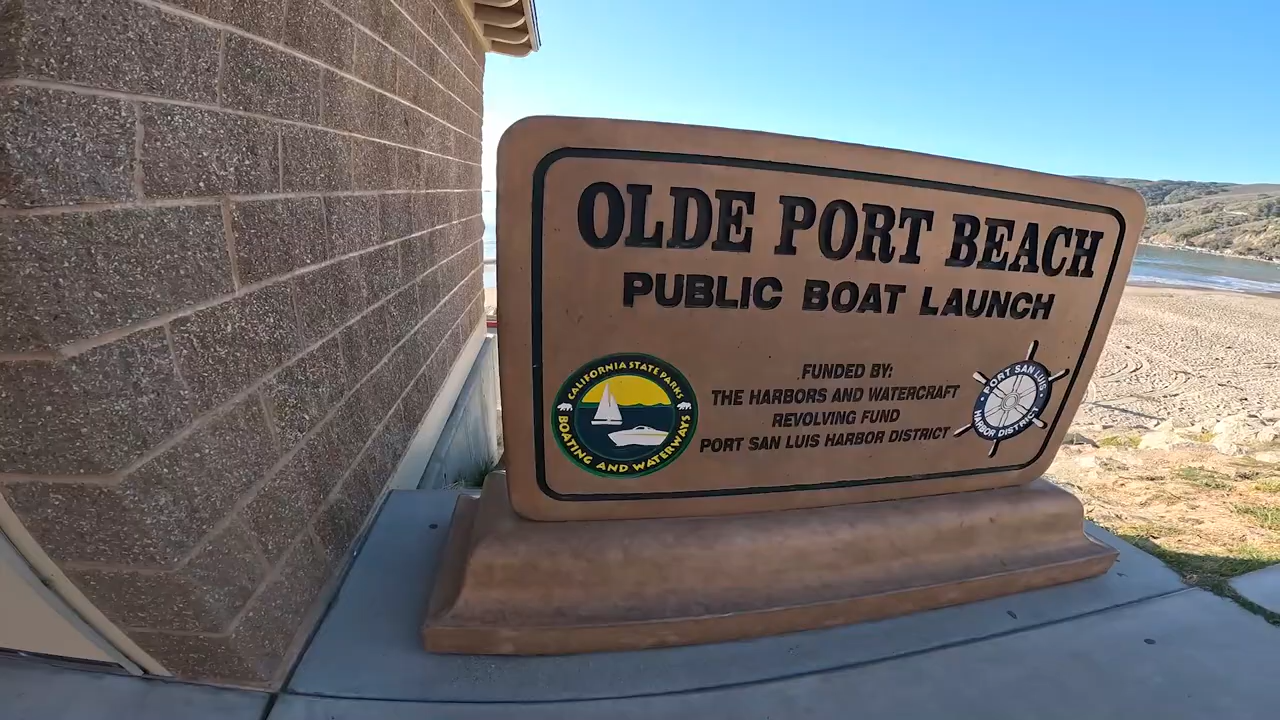 OLDE PORT BEACH
PUBLIC BOAT LAUNCH
FUNDED BY:
THE HARBORS AND WATERCRAFT
REVOLVING FUND
PORT SAN LUIS HARBOR DISTRICT
CALIFORNIA STATE PARKS
BOATING AND WATERWAYS
PORT SAN LUIS
HARBOR DISTRICT